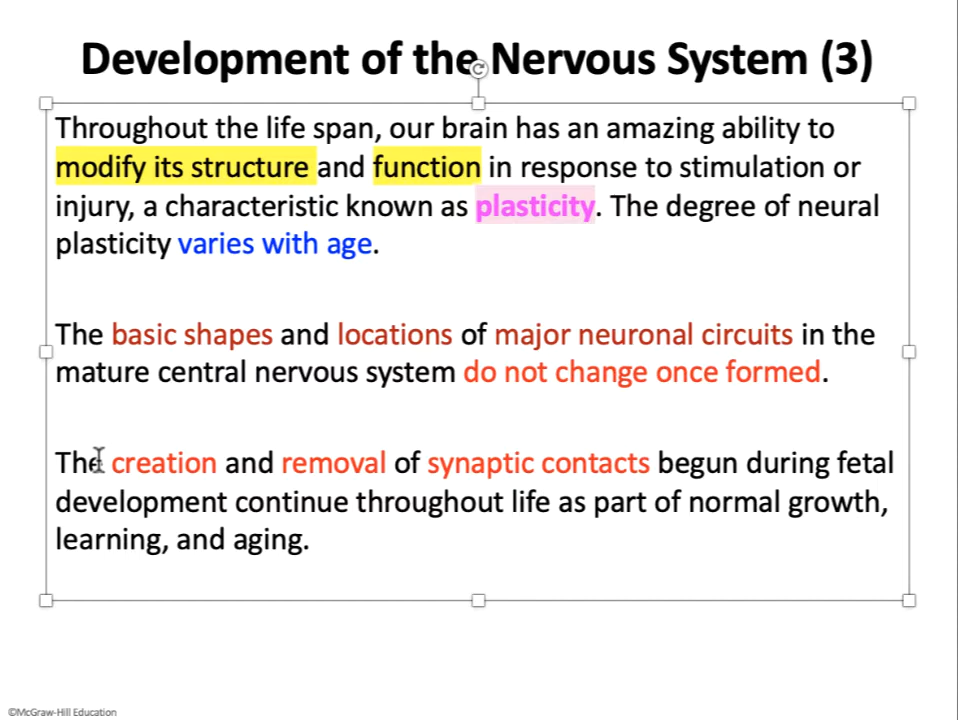 Development of the Nervous System (3)
Throughout the life span, our brain has an amazing ability to
modify its structure and function in response to stimulation or
injury, a characteristic known as plasticity. The degree of neural
plasticity varies with age.
The basic shapes and locations of major neuronal circuits in the
mature central nervous system do not change once formed.
The creation and removal of synaptic contacts begun during fetal
development continue throughout life as part of normal growth,
learning, and aging.
©McGraw-Hill Education